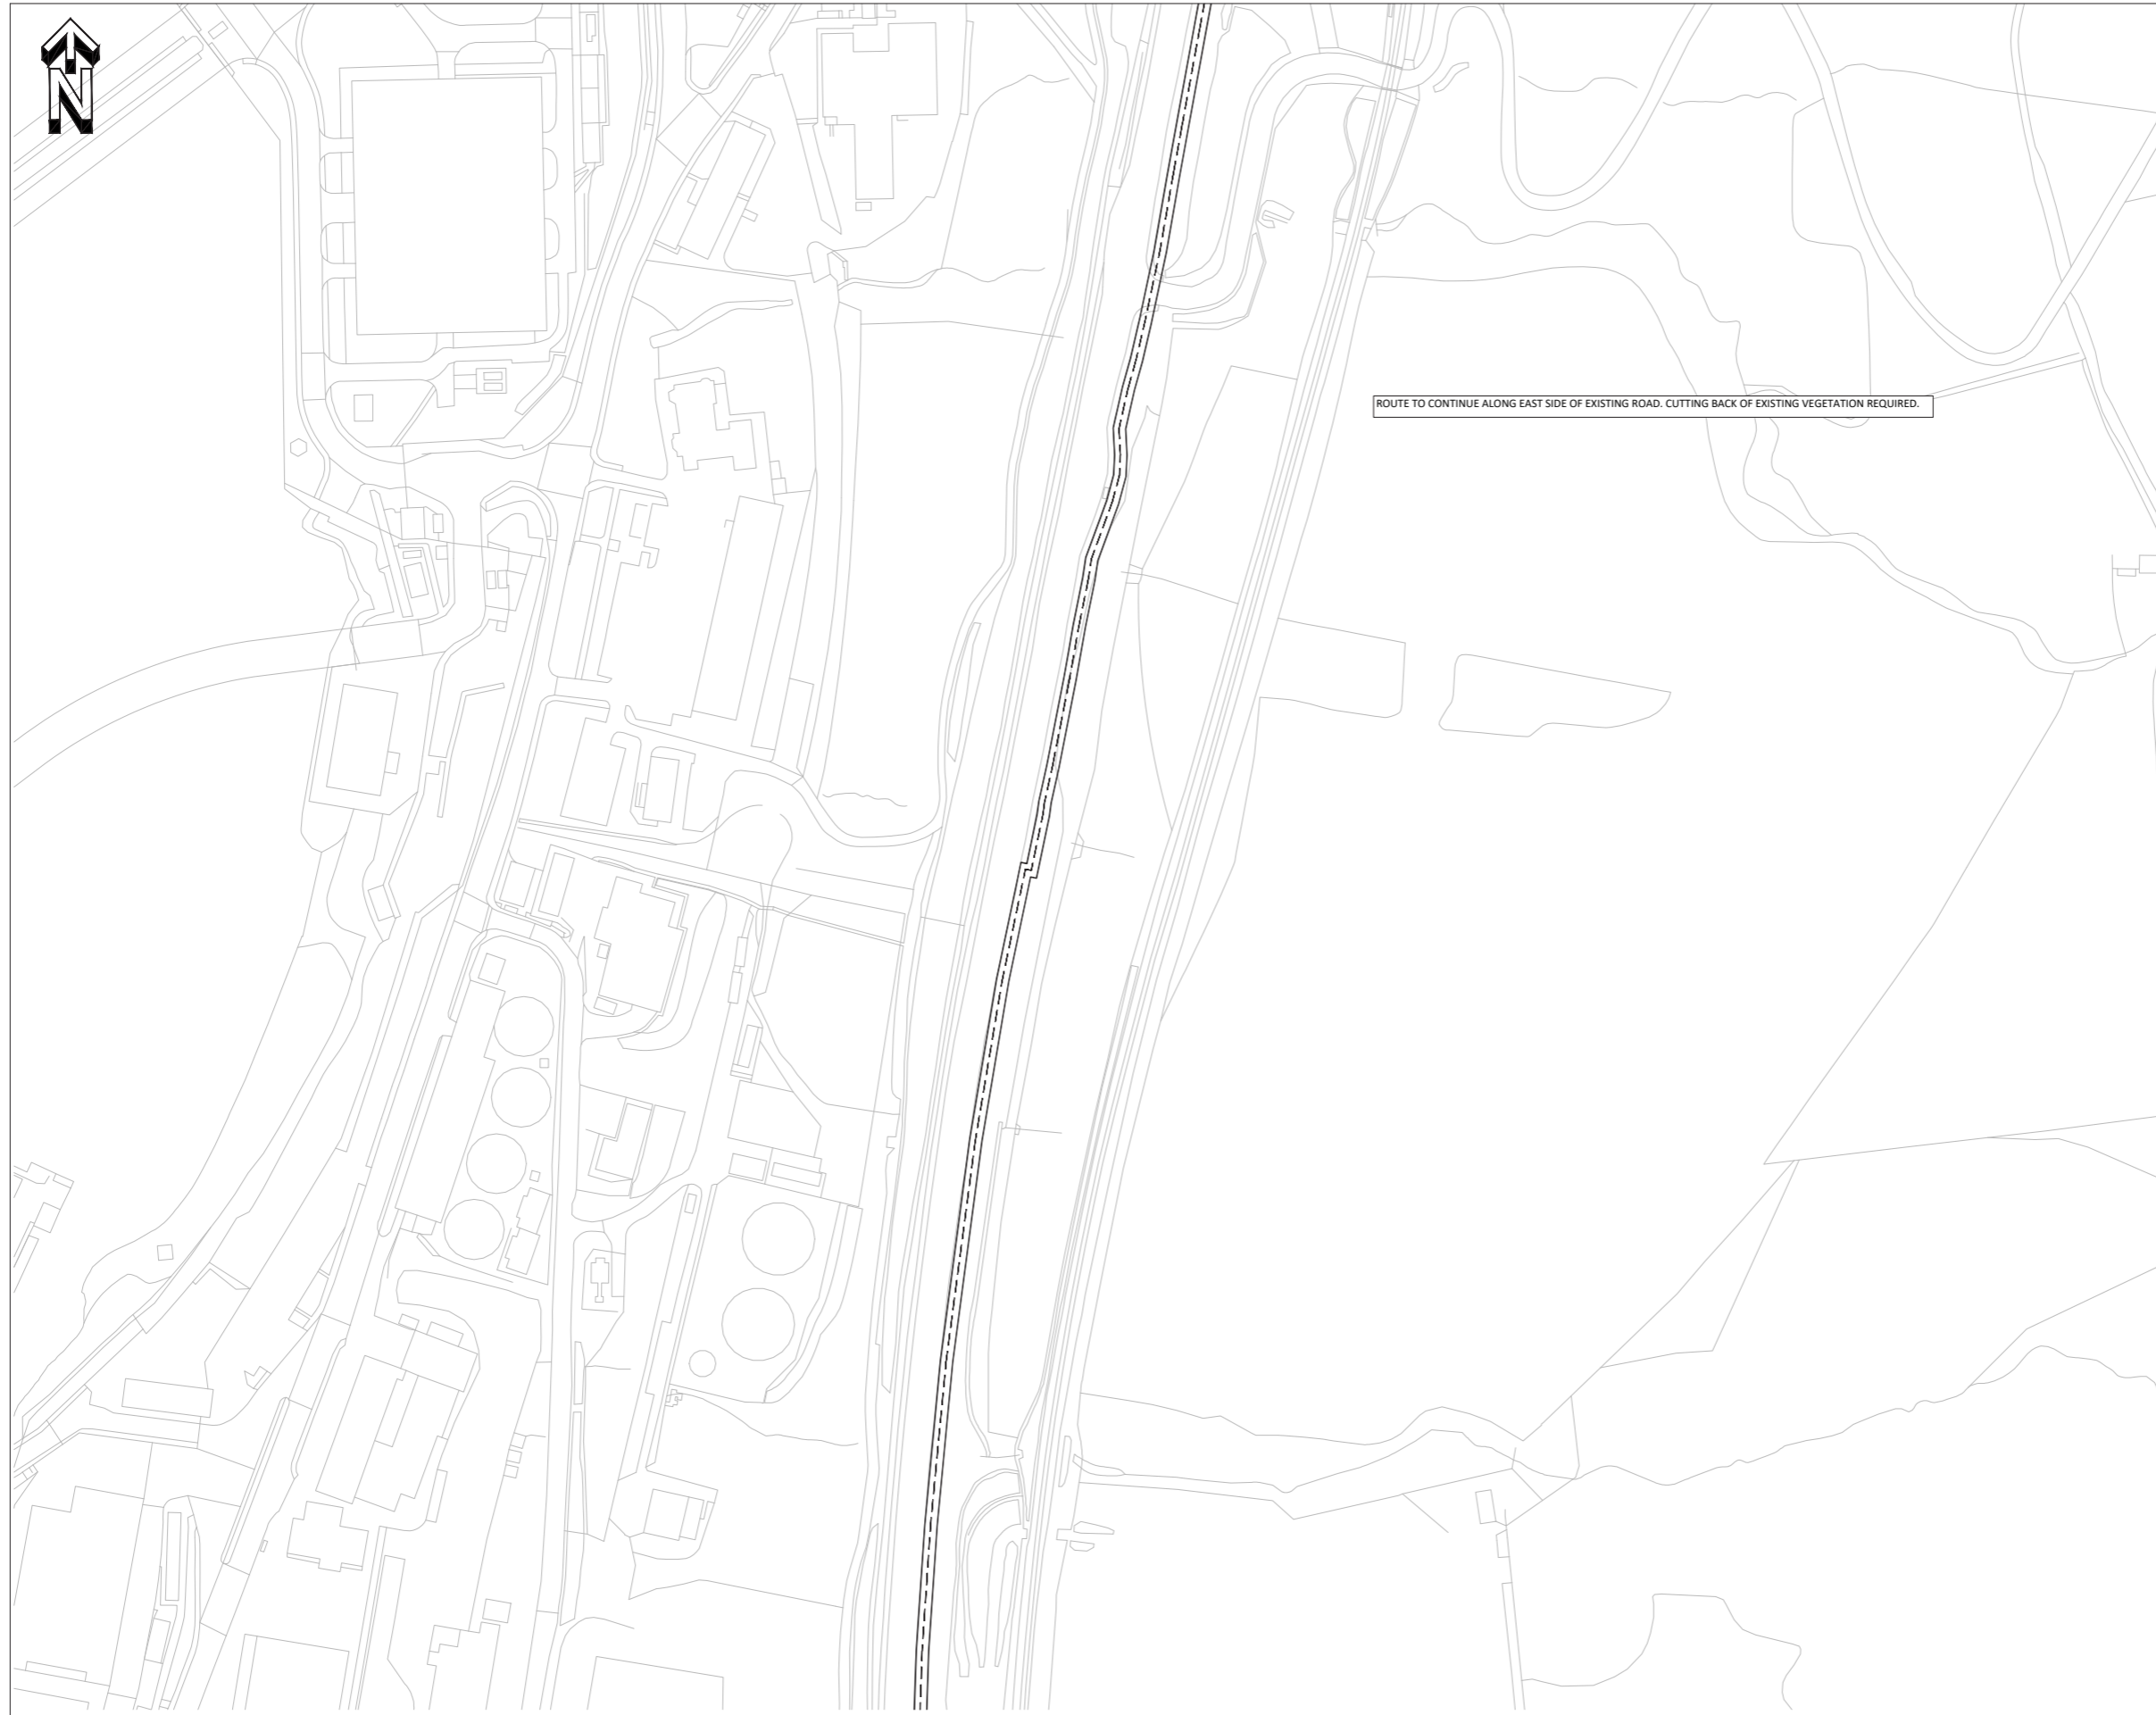 N
ROUTE TO CONTINUE ALONG EAST SIDE OF EXISTING ROAD. CUTTING BACK OF EXISTING VEGETATION REQUIRED.